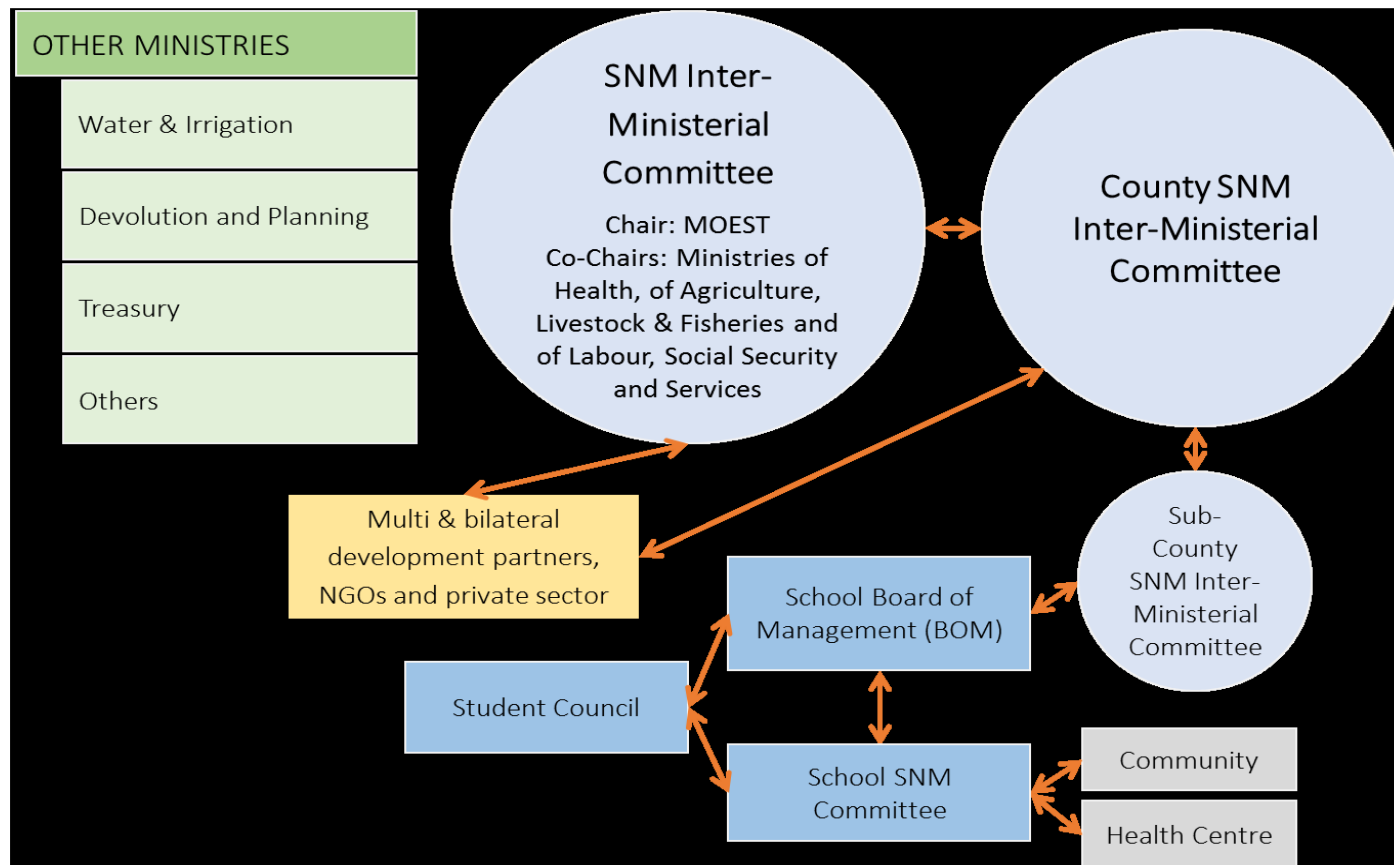 OTHER MINISTRIES
Water & Irrigation
Devolution and Planning
Treasury
Others
SNM Inter-
Ministerial
Committee
Chair: MOEST
Co-Chairs: Ministries of
Health, of Agriculture,
Livestock & Fisheries and
of Labour, Social Security
and Services
County SNM
Inter-Ministerial
Committee
Multi & bilateral
development partners,
NGOs and private sector
Sub-
County
SNM Inter-
Ministerial
Committee
School Board of
Management (BOM)
Student Council
School SNM
Committee
Community
Health Centre